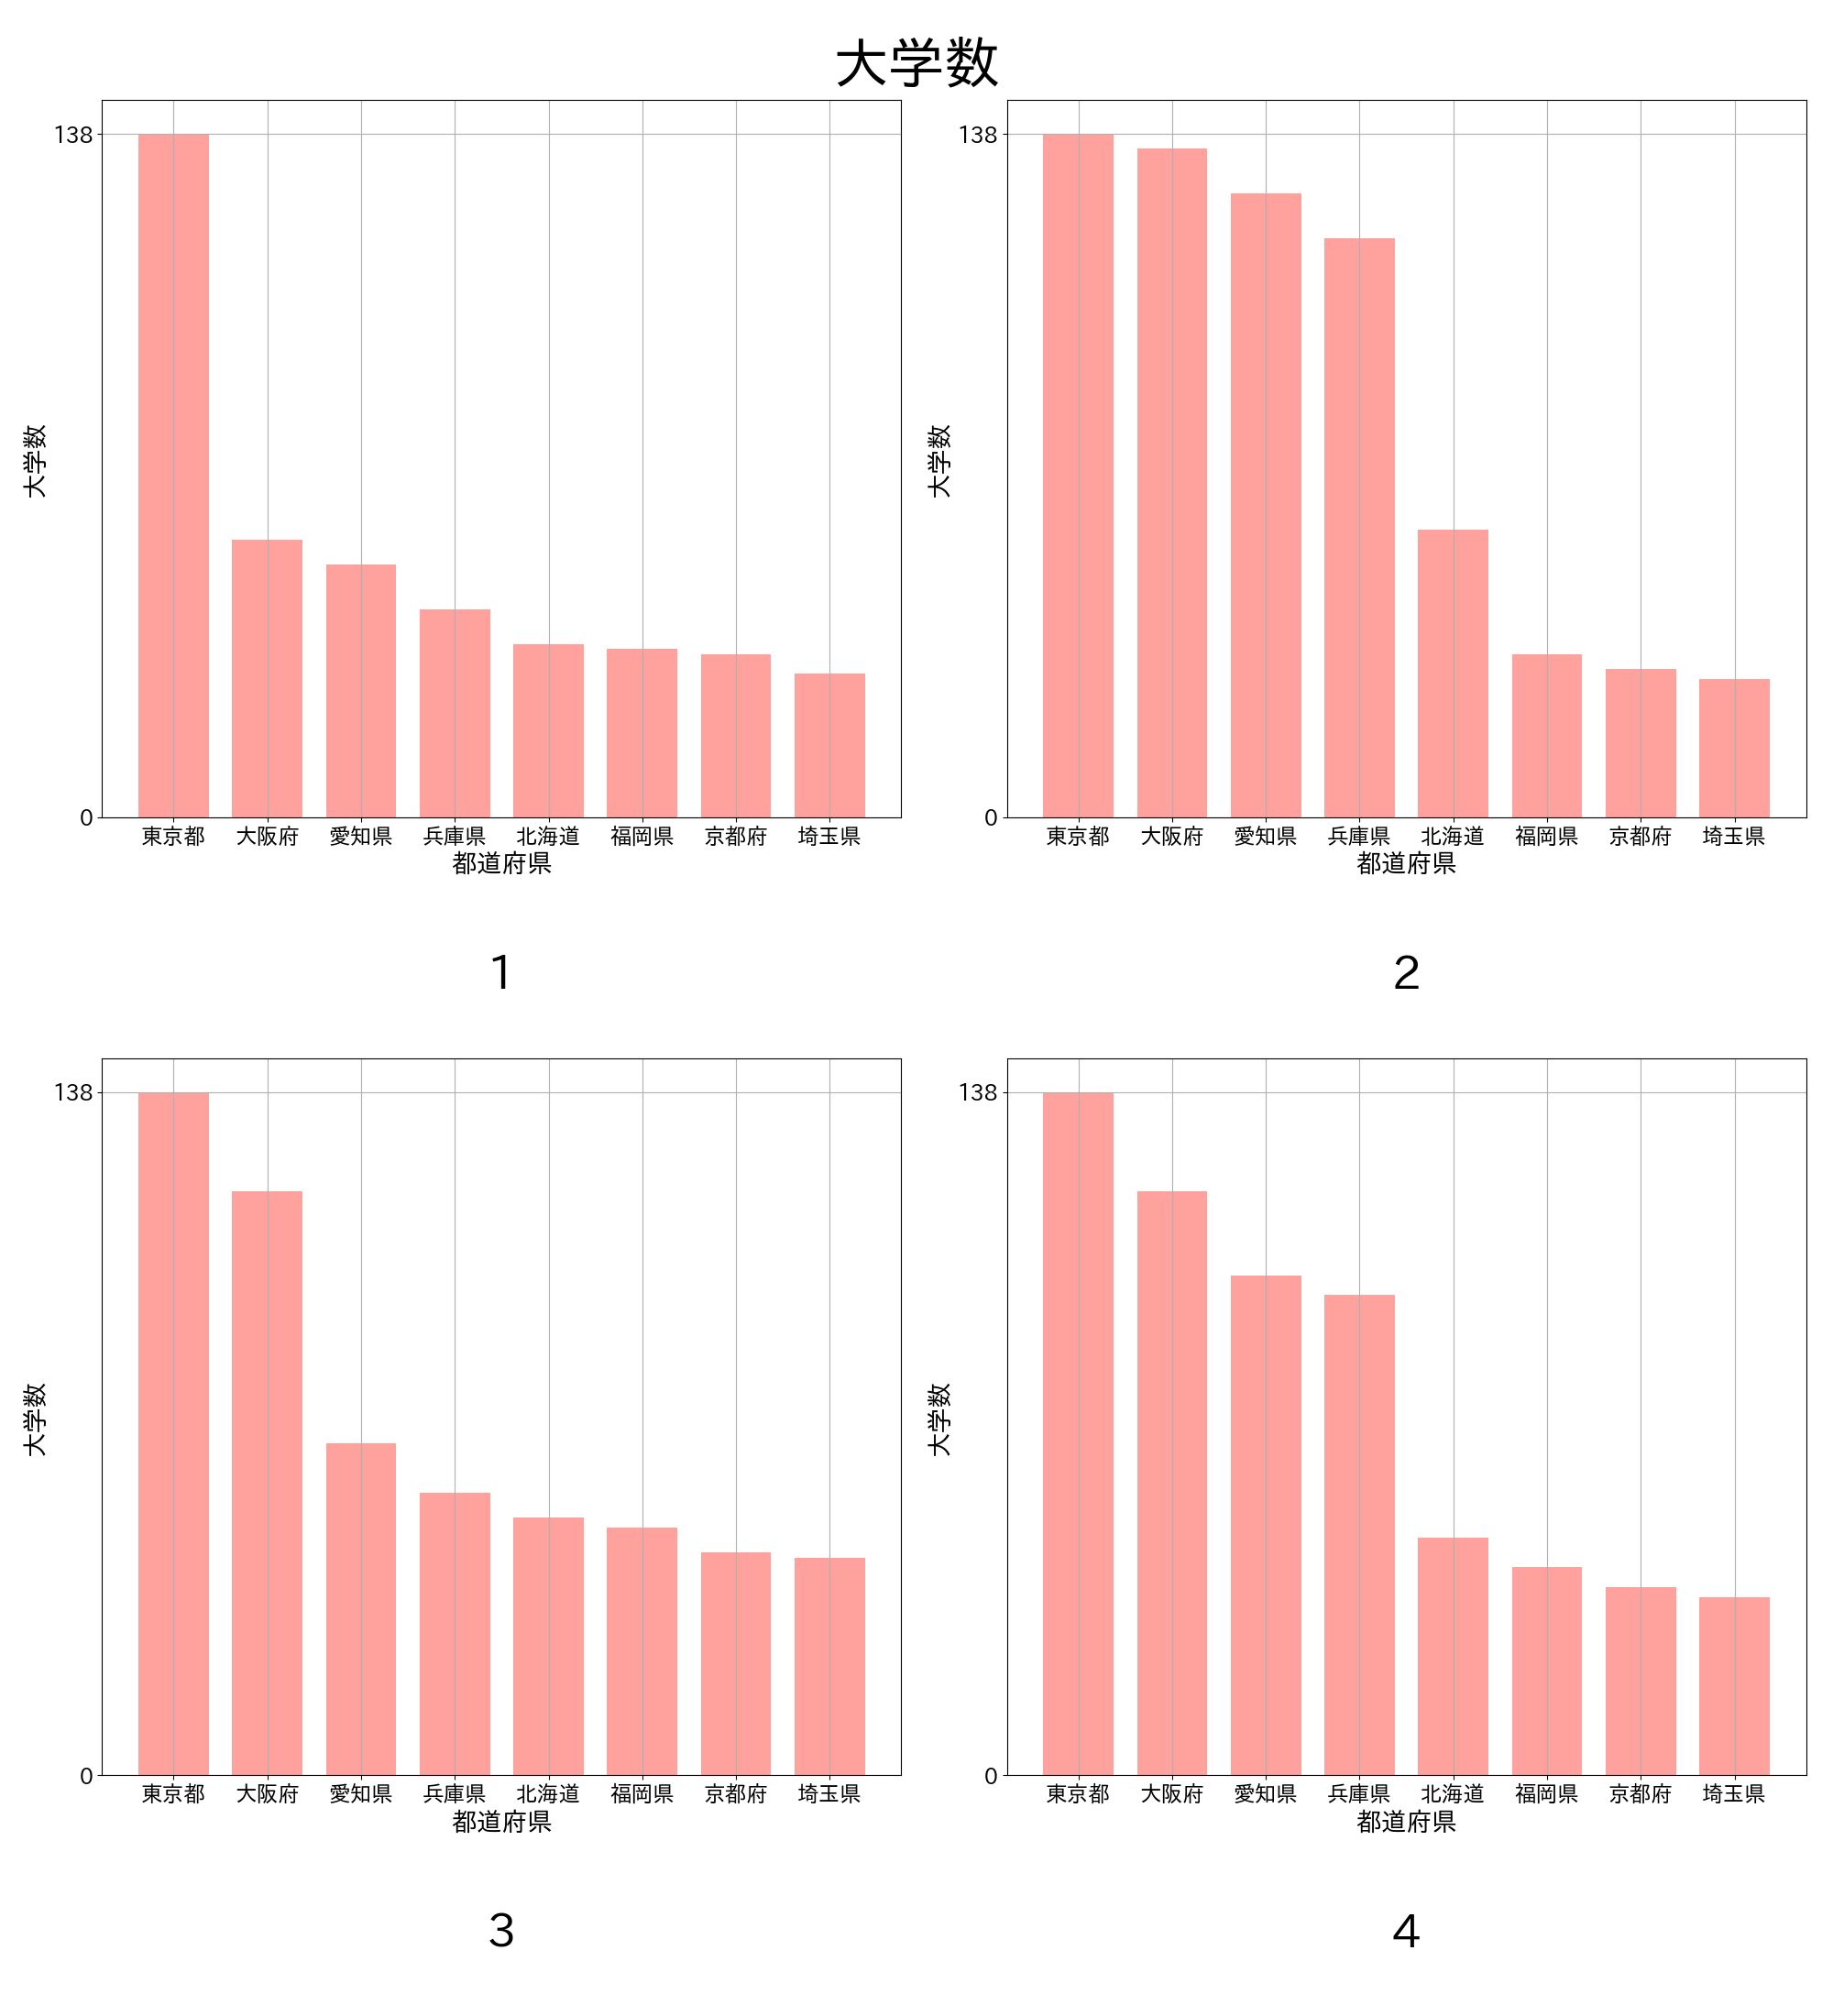 大学数
138
0
大学数
東京都 大阪府 愛知県 兵庫県 北海道 福岡県 京都府 埼玉県
都道府県
1
138
0
大学数
東京都 大阪府 愛知県 兵庫県 北海道 福岡県 京都府 埼玉県
都道府県
2
138
0
大学数
東京都 大阪府 愛知県 兵庫県 北海道 福岡県 京都府 埼玉県
都道府県
3
138
0
大学数
東京都 大阪府 愛知県 兵庫県 北海道 福岡県 京都府 埼玉県
都道府県
4